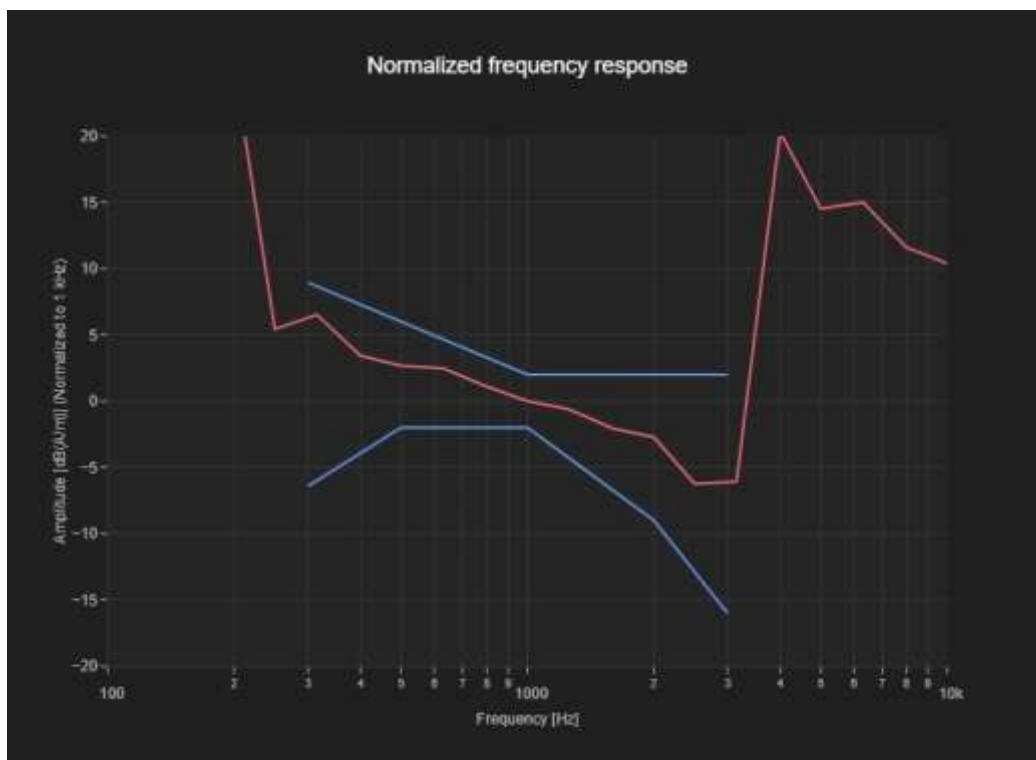 Normalized frequency response
Amplitude [dB(A/m)] (Normalized to 1 kHz)
20
15
10
5
0
−5
−10
−15
−20
100 2 3 4 5 6 7 8 9 1000 2 3 4 5 6 7 8 9 10k
Frequency [Hz]